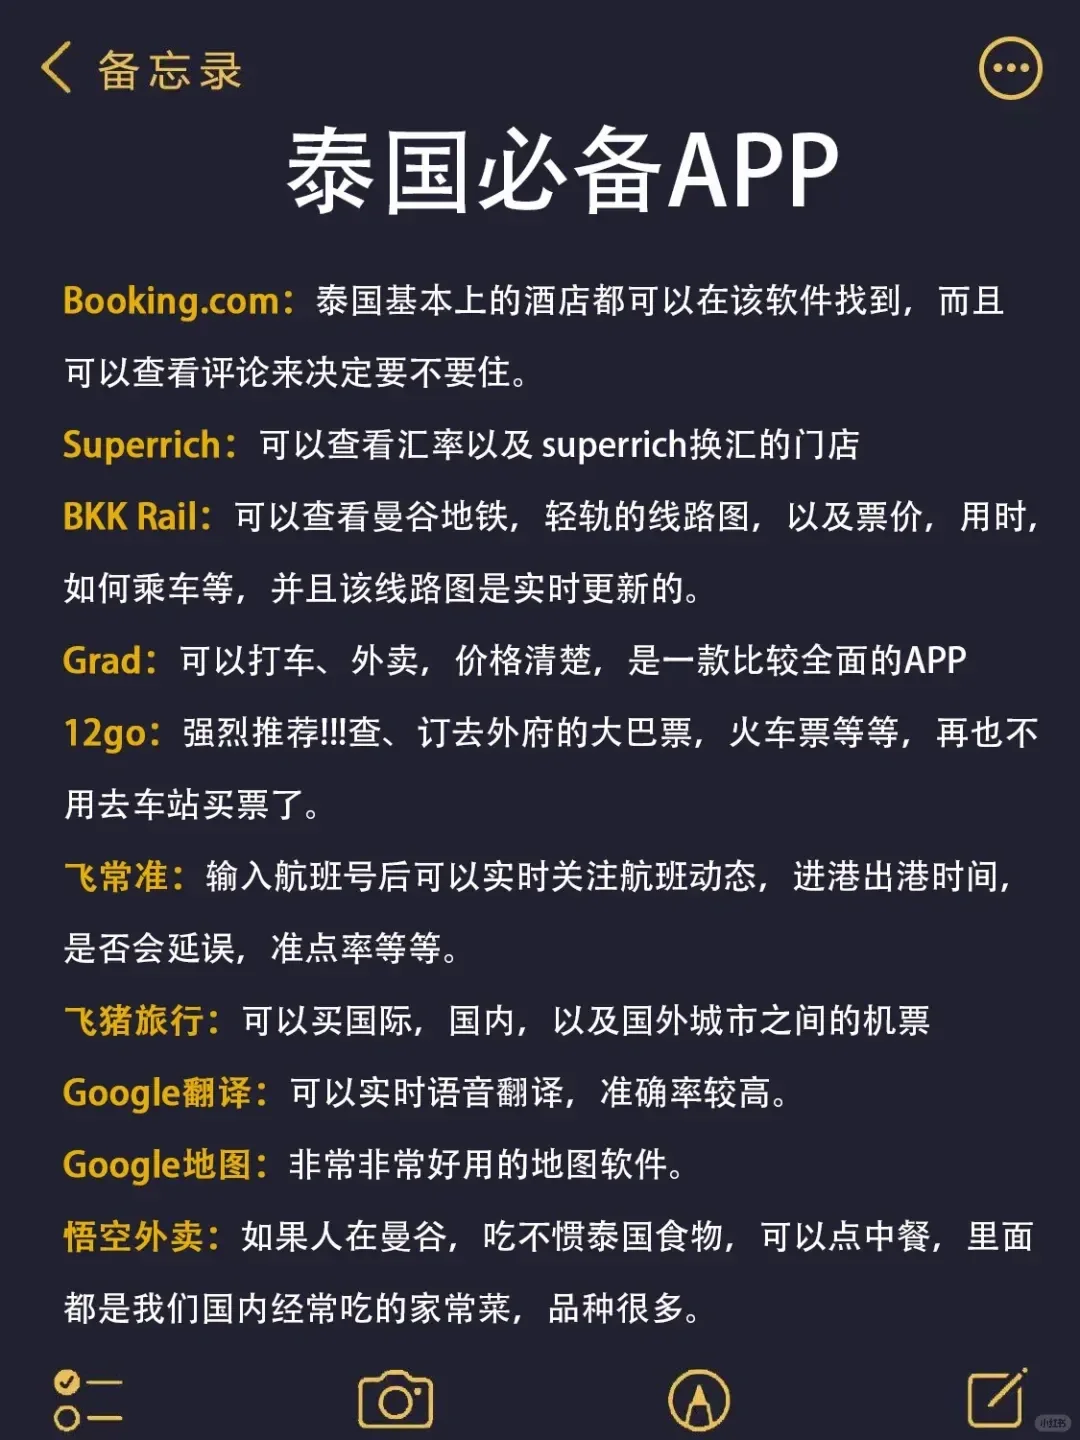 备忘录
泰国必备APP
Booking.com：泰国基本上的酒店都可以在该软件找到，而且
可以查看评论来决定要不要住。
Superrich：可以查看汇率以及 superrich换汇的门店
BKK Rail：可以查看曼谷地铁，轻轨的线路图，以及票价，用时，
如何乘车等，并且该线路图是实时更新的。
Grad：可以打车、外卖，价格清楚，是一款比较全面的APP
12go：强烈推荐!!!查、订去外府的大巴票，火车票等等，再也不
用去车站买票了。
飞常准：输入航班号后可以实时关注航班动态，进港出港时间，
是否会延误，准点率等等。
飞猪旅行：可以买国际，国内，以及国外城市之间的机票
Google翻译：可以实时语音翻译，准确率较高。
Google地图：非常非常好用的地图软件。
悟空外卖：如果人在曼谷，吃不惯泰国食物，可以点中餐，里面
都是我们国内经常吃的家常菜，品种很多。
小红书